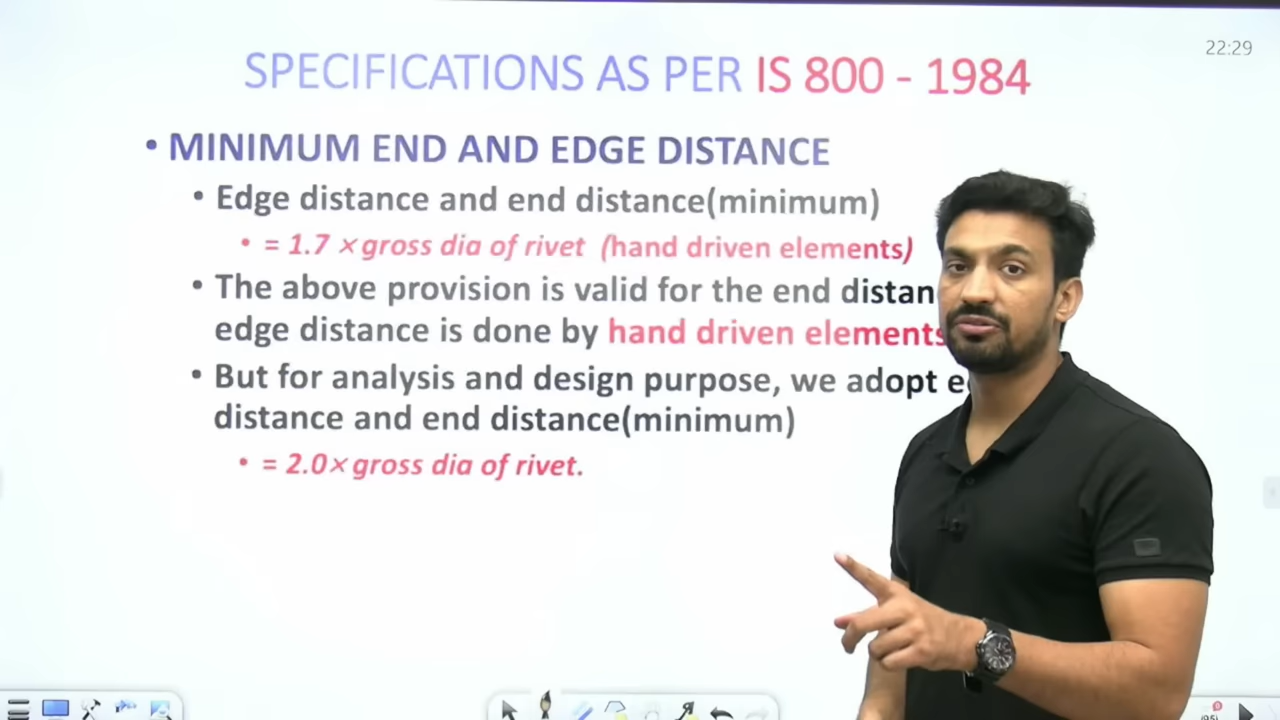 22:29
SPECIFICATIONS AS PER IS 800 - 1984
• MINIMUM END AND EDGE DISTANCE
• Edge distance and end distance(minimum)
• = 1.7 × gross dia of rivet (hand driven elements)
• The above provision is valid for the end
edge distance is done by hand driven elements
• But for analysis and design purpose, we adopt
distance and end distance(minimum)
• = 2.0× gross dia of rivet.